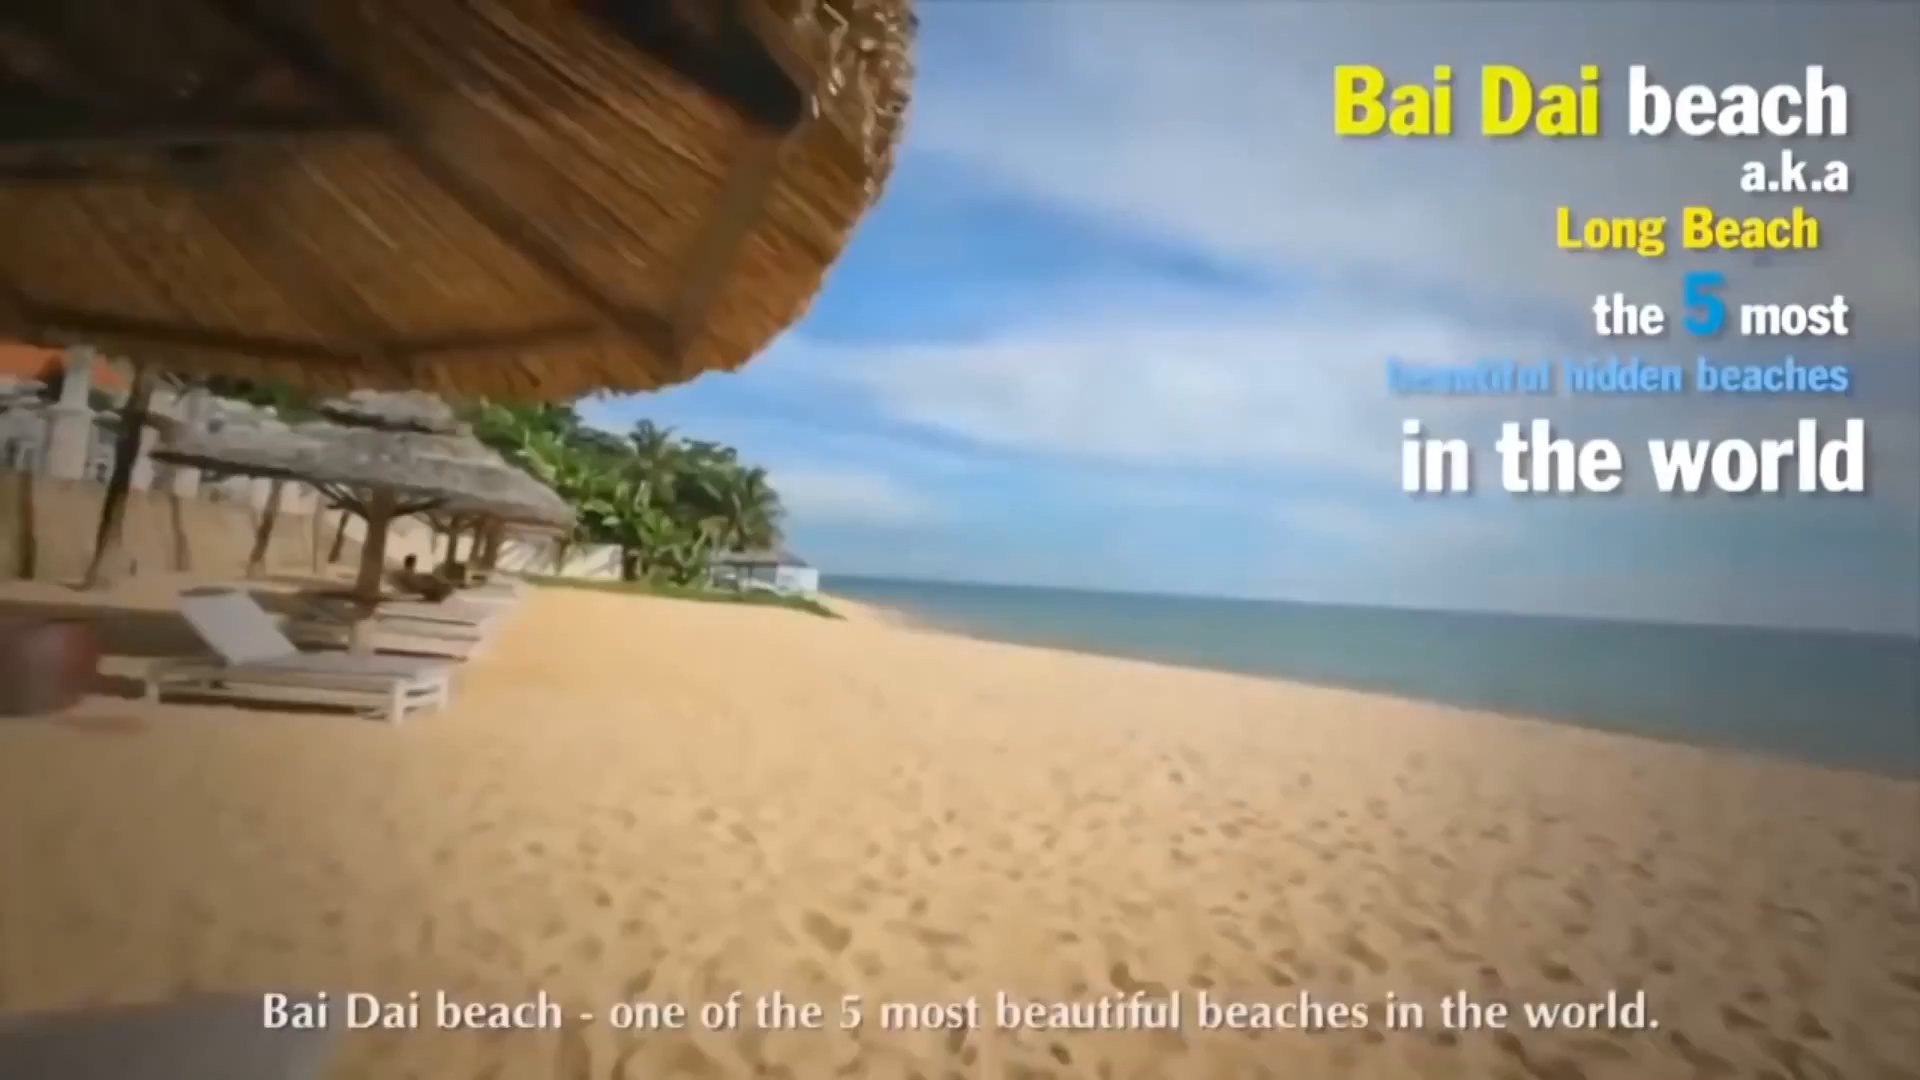 Bai Dai beach
a.k.a
Long Beach
the 5 most
beautiful hidden beaches
in the world
Bai Dai beach - one of the 5 most beautiful beaches in the world.